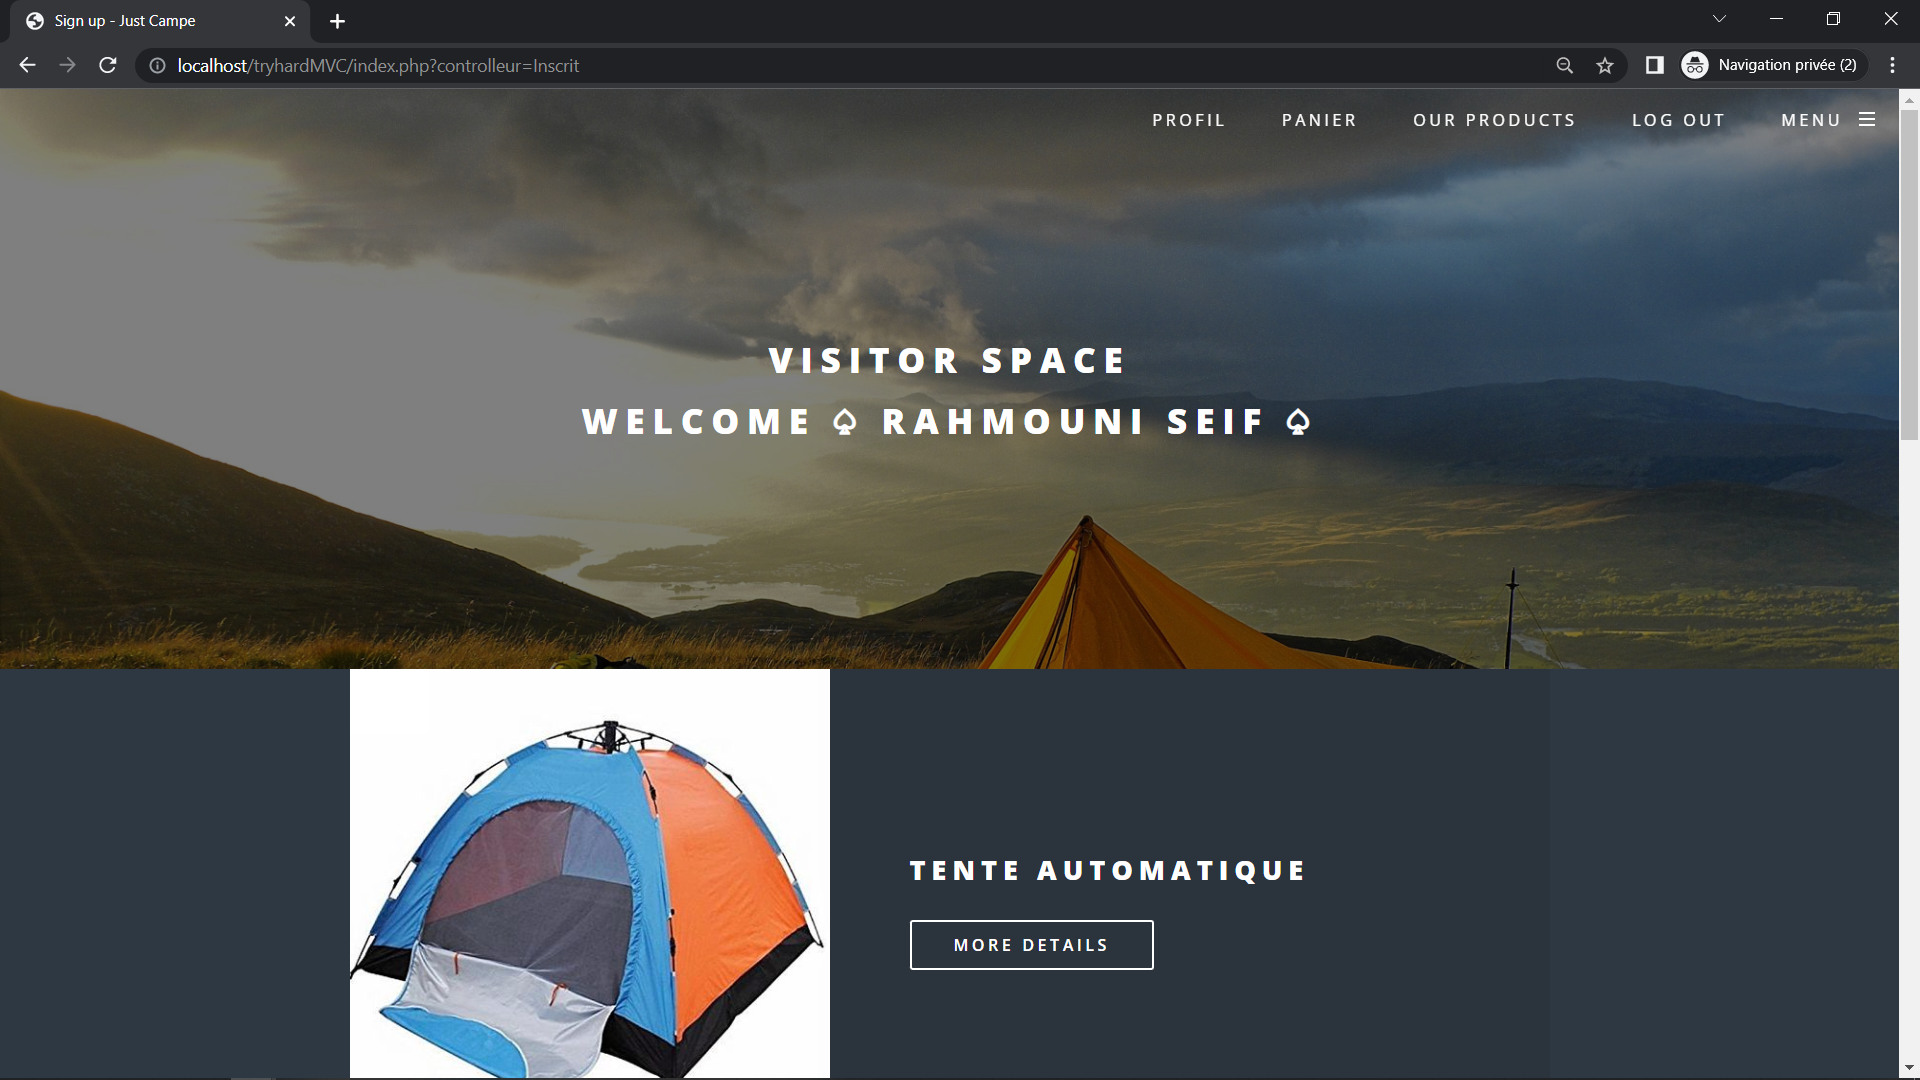 Sign up - Just Campe
localhost/tryhardMVC/index.php?controlleur=Inscrit
Navigation privée (2)
PROFIL PANIER OUR PRODUCTS LOG OUT MENU
VISITOR SPACE
WELCOME ♤ RAHMOUNI SEIF ♤
TENTE AUTOMATIQUE
MORE DETAILS